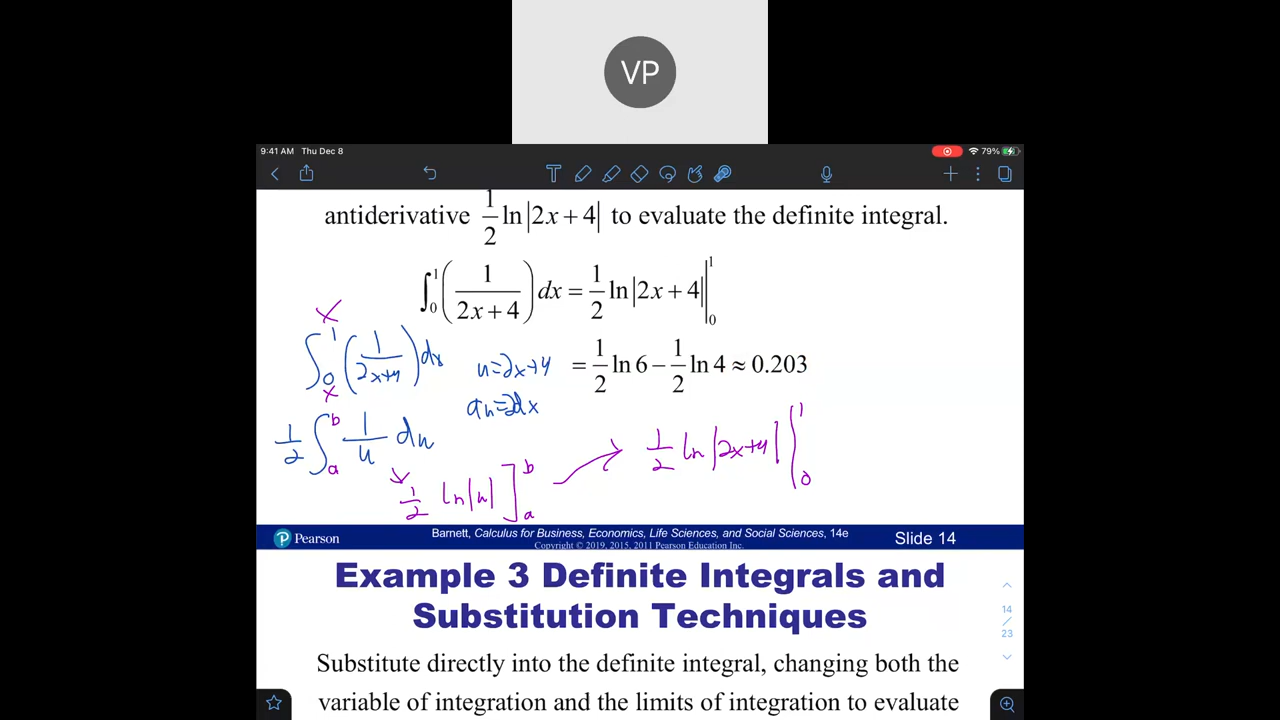 VP
9:41 AM Thu Dec 8
79%
antiderivative 1/2 ln|2x + 4| to evaluate the definite integral.
∫₀¹ (1/(2x + 4)) dx = 1/2 ln|2x + 4| |₀¹
= 1/2 ln 6 − 1/2 ln 4 ≈ 0.203
x
∫₀¹ (1/(2x+4)) dx
x
u=2x+4
du=2dx
1/2 ∫ₐᵇ 1/u du
1/2 ln|u| ]ₐᵇ
1/2 ln|2x+4| |₀¹
Pearson
Barnett, Calculus for Business, Economics, Life Sciences, and Social Sciences, 14e
Copyright © 2019, 2015, 2011 Pearson Education Inc.
Slide 14
Example 3 Definite Integrals and
Substitution Techniques
14
/
23
Substitute directly into the definite integral, changing both the
variable of integration and the limits of integration to evaluate